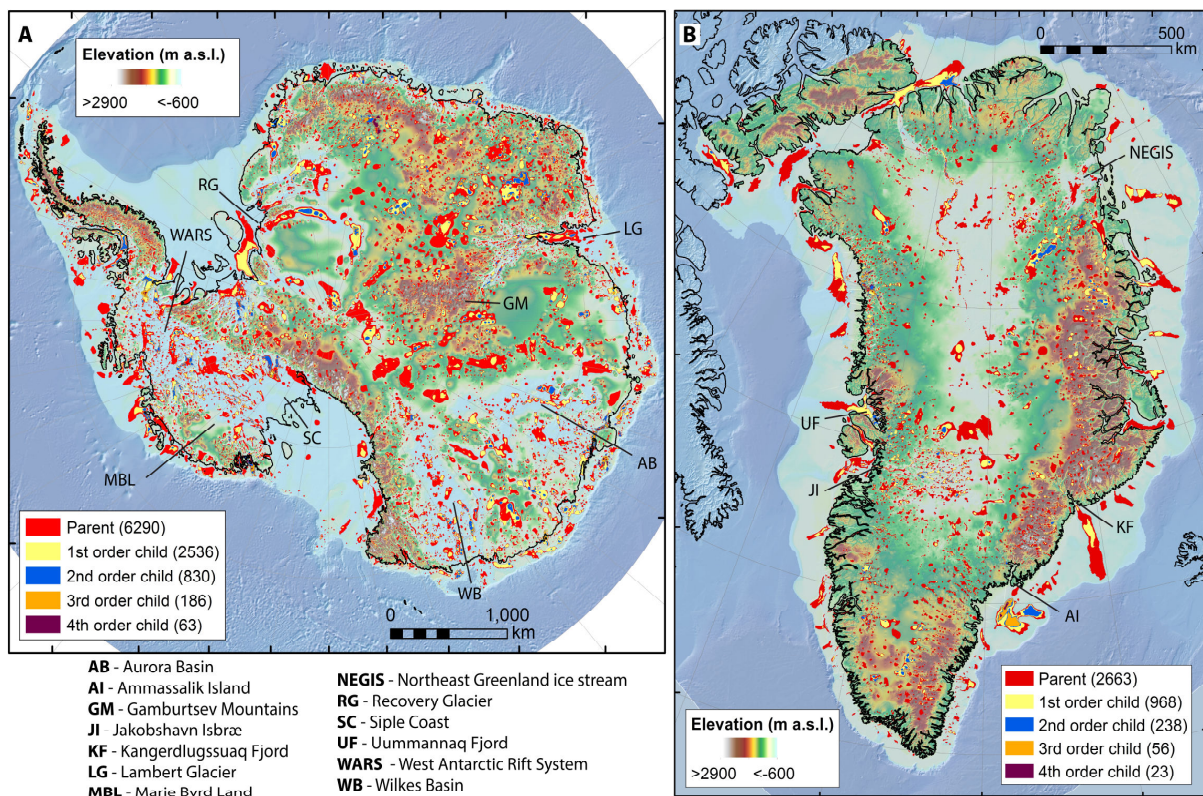 A
Elevation (m a.s.l.)
>2900 <-600
RG
WARS
LG
GM
SC
MBL
AB
WB
Parent (6290)
1st order child (2536)
2nd order child (830)
3rd order child (186)
4th order child (63)
0 1,000
km
B
0 500
km
NEGIS
UF
JI
KF
AI
Elevation (m a.s.l.)
>2900 <-600
Parent (2663)
1st order child (968)
2nd order child (238)
3rd order child (56)
4th order child (23)
AB - Aurora Basin
AI - Ammassalik Island
GM - Gamburtsev Mountains
JI - Jakobshavn Isbræ
KF - Kangerdlugssuaq Fjord
LG - Lambert Glacier
MBL - Marie Byrd Land
NEGIS - Northeast Greenland ice stream
RG - Recovery Glacier
SC - Siple Coast
UF - Uummannaq Fjord
WARS - West Antarctic Rift System
WB - Wilkes Basin